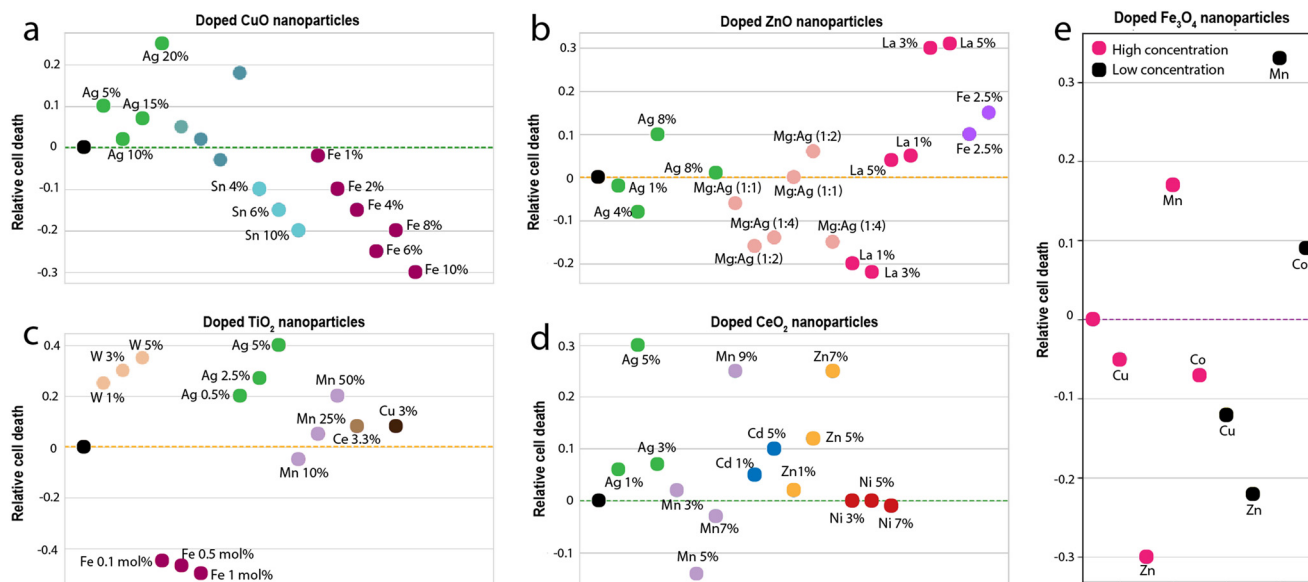 a
Doped CuO nanoparticles
Relative cell death
0.2
0.1
0
-0.1
-0.2
-0.3
Ag 20%
Ag 5%
Ag 15%
Ag 10%
Fe 1%
Sn 4%
Fe 2%
Sn 6%
Fe 4%
Sn 10%
Fe 8%
Fe 6%
Fe 10%
b
Doped ZnO nanoparticles
Relative cell death
0.3
0.2
0.1
0
-0.1
-0.2
La 3%
La 5%
Fe 2.5%
Ag 8%
Mg:Ag (1:2)
La 1%
Fe 2.5%
Ag 8%
La 5%
Ag 1%
Mg:Ag (1:1)
Mg:Ag (1:1)
Ag 4%
Mg:Ag (1:4)
Mg:Ag (1:4)
Mg:Ag (1:2)
La 1%
La 3%
c
Doped TiO2 nanoparticles
Relative cell death
0.4
0.2
0
-0.2
-0.4
W 5%
W 3%
W 1%
Ag 5%
Ag 2.5%
Ag 0.5%
Mn 50%
Mn 25%
Cu 3%
Ce 3.3%
Mn 10%
Fe 0.5 mol%
Fe 0.1 mol%
Fe 1 mol%
d
Doped CeO2 nanoparticles
Relative cell death
0.3
0.2
0.1
0
-0.1
Ag 5%
Mn 9%
Zn7%
Ag 3%
Cd 5%
Zn 5%
Ag 1%
Cd 1%
Zn1%
Ni 5%
Mn 3%
Mn7%
Ni 3%
Ni 7%
Mn 5%
e
Doped Fe3O4 nanoparticles
Relative cell death
High concentration
Low concentration
0.3
0.2
0.1
0
-0.1
-0.2
-0.3
Mn
Mn
Co
Cu
Co
Cu
Zn
Zn